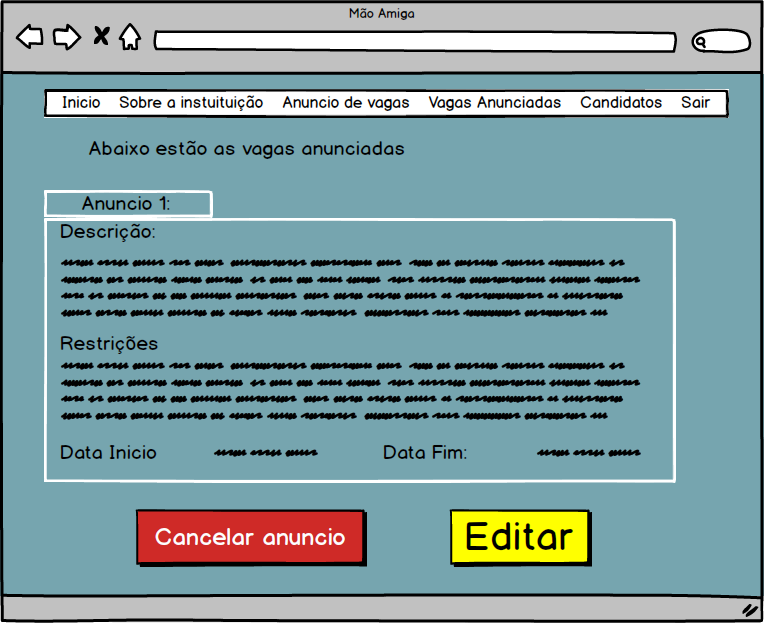 Mão Amiga
Inicio Sobre a instuituição Anuncio de vagas Vagas Anunciadas Candidatos Sair
Abaixo estão as vagas anunciadas
Anuncio 1:
Descrição:
Restrições
Data Inicio Data Fim:
Cancelar anuncio Editar